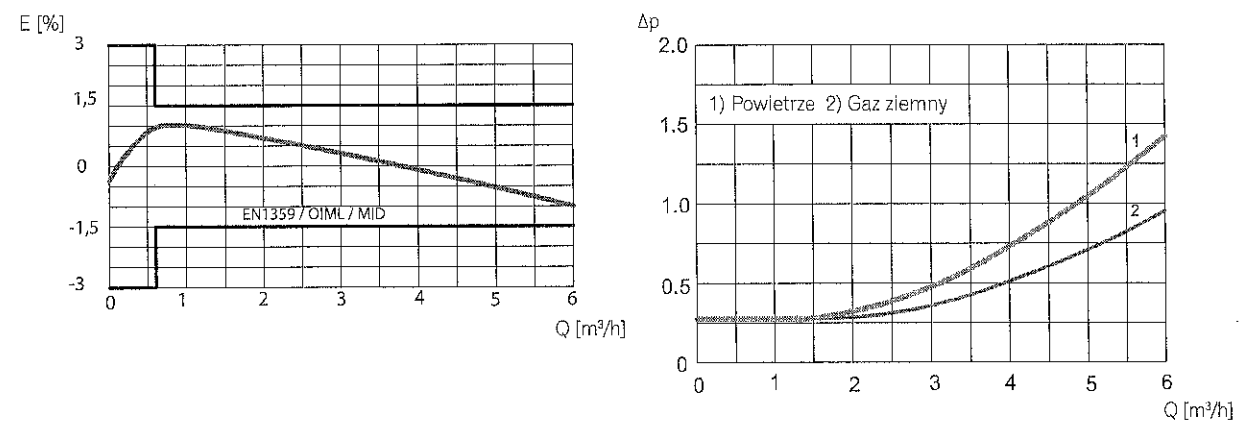 E [%]
3
1,5
0
-1,5
-3
EN1359 / OIML / MID
0 1 2 3 4 5 6
Q [m³/h]
Δp
2.0
1.5
1.0
0.5
0
1) Powietrze 2) Gaz ziemny
1
2
0 1 2 3 4 5 6
Q [m³/h]